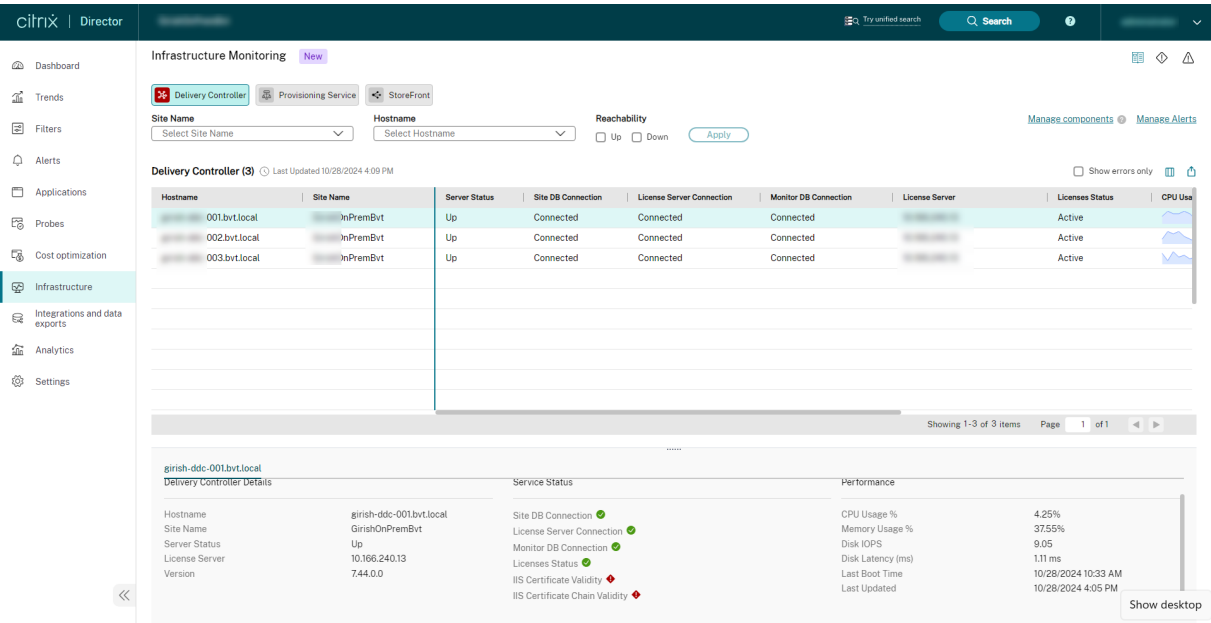 citrix | Director
Try unified search
Search
?
Dashboard
Trends
Filters
Alerts
Applications
Probes
Cost optimization
Infrastructure
Integrations and data
exports
Analytics
Settings
Infrastructure Monitoring New
Delivery Controller Provisioning Service StoreFront
Site Name Hostname Reachability
Select Site Name Select Hostname Up Down Apply
Manage components Manage Alerts
Delivery Controller (3) Last Updated 10/28/2024 4:09 PM
Show errors only
Hostname Site Name Server Status Site DB Connection License Server Connection Monitor DB Connection License Server Licenses Status CPU Usa
001.bvt.local nPremBvt Up Connected Connected Connected Active
002.bvt.local nPremBvt Up Connected Connected Connected Active
003.bvt.local nPremBvt Up Connected Connected Connected Active
Showing 1-3 of 3 items Page 1 of 1
girish-ddc-001.bvt.local
Delivery Controller Details Service Status Performance
Hostname girish-ddc-001.bvt.local
Site Name GirishOnPremBvt
Server Status Up
License Server 10.166.240.13
Version 7.44.0.0
Site DB Connection
License Server Connection
Monitor DB Connection
Licenses Status
IIS Certificate Validity
IIS Certificate Chain Validity
CPU Usage % 4.25%
Memory Usage % 37.55%
Disk IOPS 9.05
Disk Latency (ms) 1.11 ms
Last Boot Time 10/28/2024 10:33 AM
Last Updated 10/28/2024 4:05 PM
Show desktop